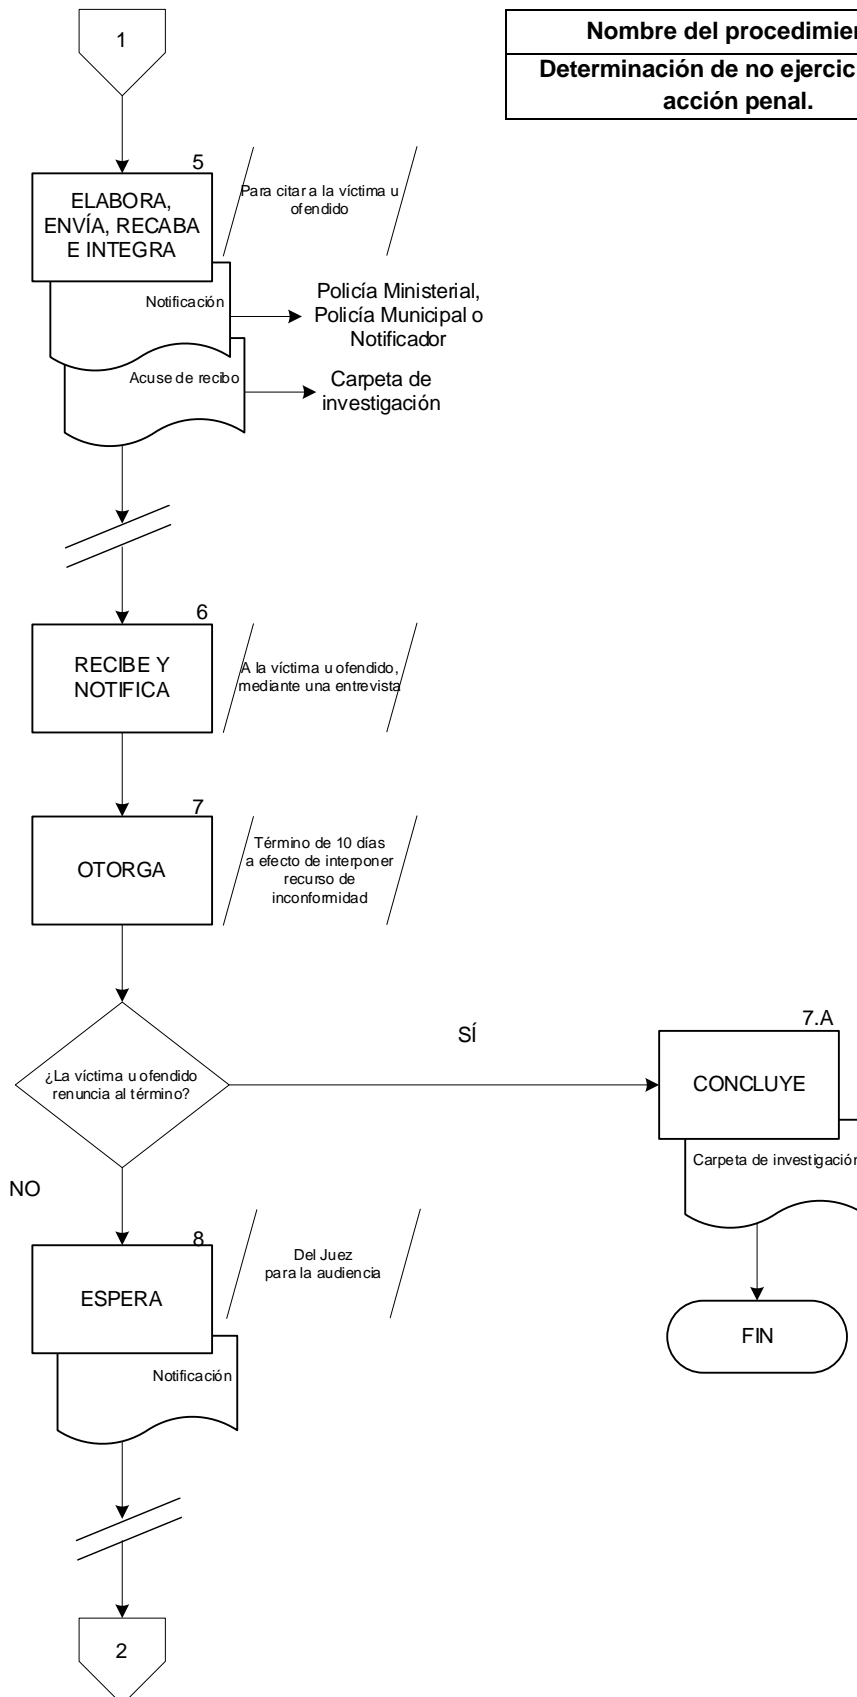 1
Nombre del procedimien
Determinación de no ejercic
acción penal.
5
ELABORA,
ENVÍA, RECABA
E INTEGRA
Para citar a la víctima u
ofendido
Notificación
Policía Ministerial,
Policía Municipal o
Notificador
Acuse de recibo
Carpeta de
investigación
6
RECIBE Y
NOTIFICA
A la víctima u ofendido,
mediante una entrevista
7
OTORGA
Término de 10 días
a efecto de interponer
recurso de
inconformidad
¿La víctima u ofendido
renuncia al término?
SÍ
7.A
CONCLUYE
Carpeta de investigación
FIN
NO
8
ESPERA
Del Juez
para la audiencia
Notificación
2